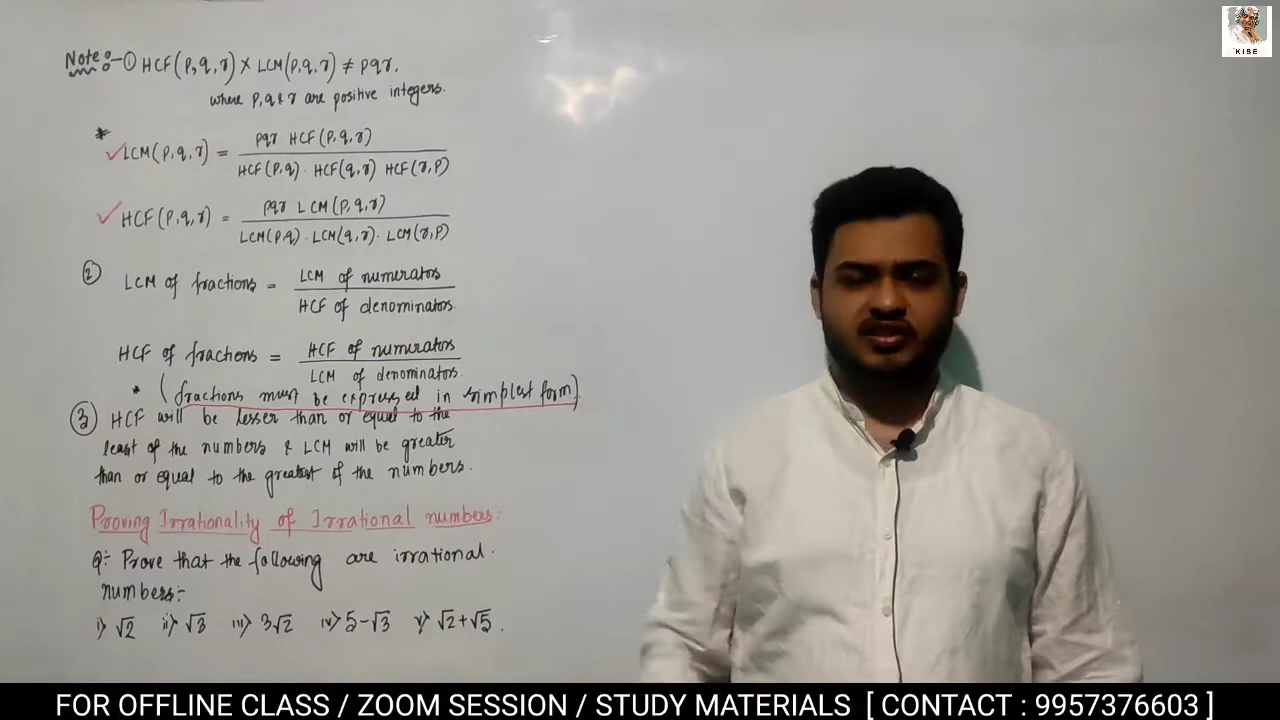 Note:- ① HCF(p,q,r) × LCM(p,q,r) ≠ pqr,
where p,q & r are positive integers.
* ✓ LCM(p,q,r) = pqr HCF(p,q,r) / HCF(p,q) · HCF(q,r) HCF(r,p)
✓ HCF(p,q,r) = pqr LCM(p,q,r) / LCM(p,q) · LCM(q,r) · LCM(r,p)
② LCM of fractions = LCM of numerators / HCF of denominators.
HCF of fractions = HCF of numerators / LCM of denominators.
* (fractions must be expressed in simplest form)
③ HCF will be lesser than or equal to the
least of the numbers & LCM will be greater
than or equal to the greatest of the numbers.
Proving Irrationality of Irrational numbers:
Q:- Prove that the following are irrational
numbers:-
i) √2 ii) √3 iii) 3√2 iv) 5-√3 v) √2+√5.
KIBE
FOR OFFLINE CLASS / ZOOM SESSION / STUDY MATERIALS [ CONTACT : 9957376603 ]